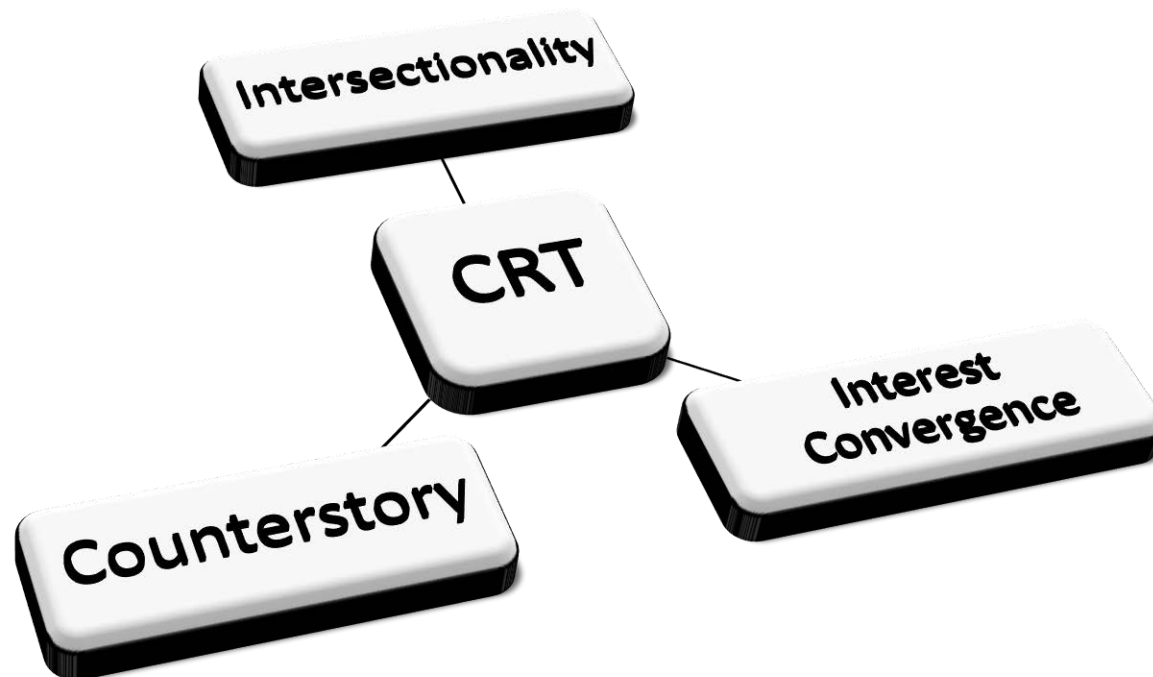 Intersectionality
CRT
Interest
Convergence
Counterstory